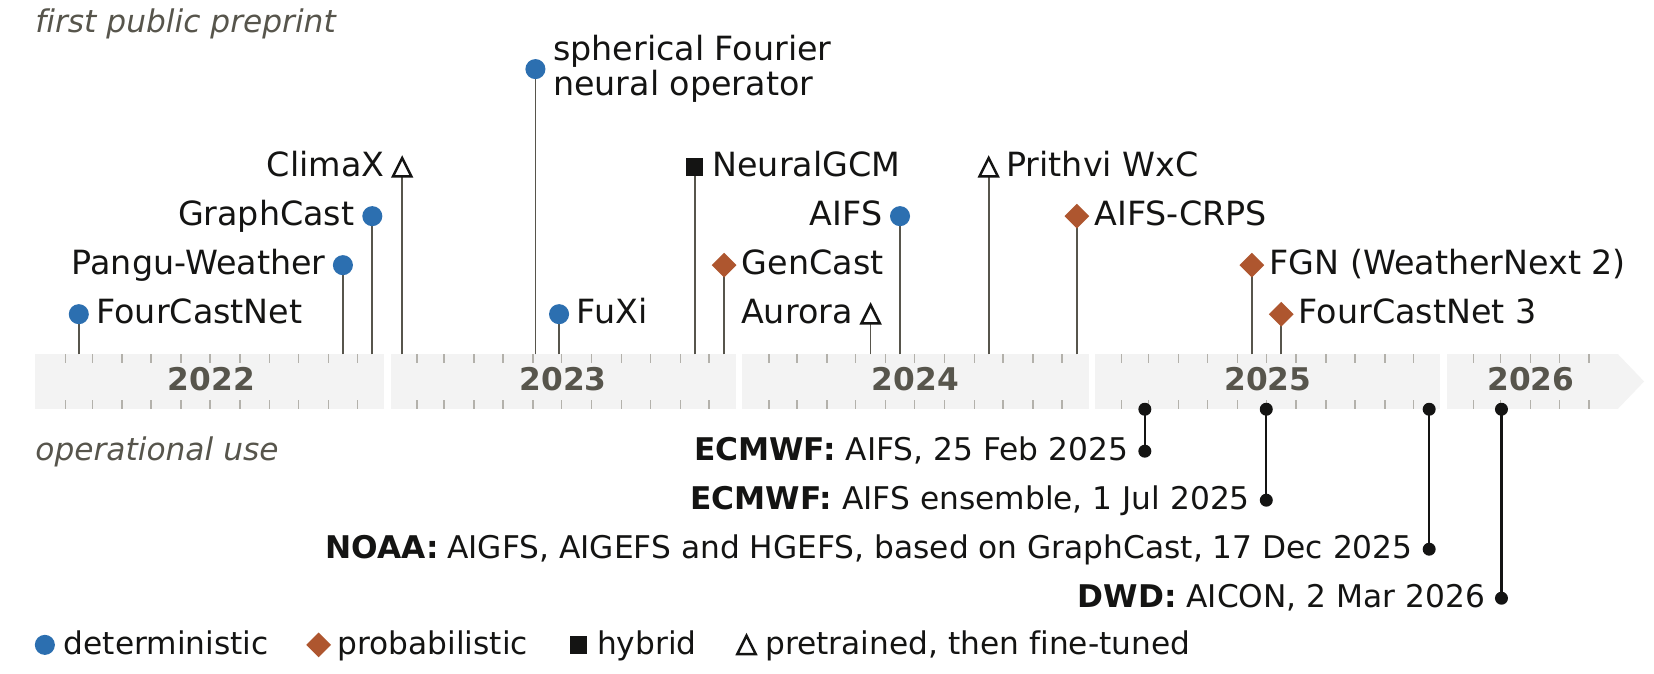 first public preprint
spherical Fourier
neural operator
ClimaX
NeuralGCM
Prithvi WxC
GraphCast
AIFS
AIFS-CRPS
Pangu-Weather
GenCast
FGN (WeatherNext 2)
FourCastNet
FuXi
Aurora
FourCastNet 3
2022
2023
2024
2025
2026
operational use
ECMWF: AIFS, 25 Feb 2025
ECMWF: AIFS ensemble, 1 Jul 2025
NOAA: AIGFS, AIGEFS and HGEFS, based on GraphCast, 17 Dec 2025
DWD: AICON, 2 Mar 2026
deterministic
probabilistic
hybrid
pretrained, then fine-tuned